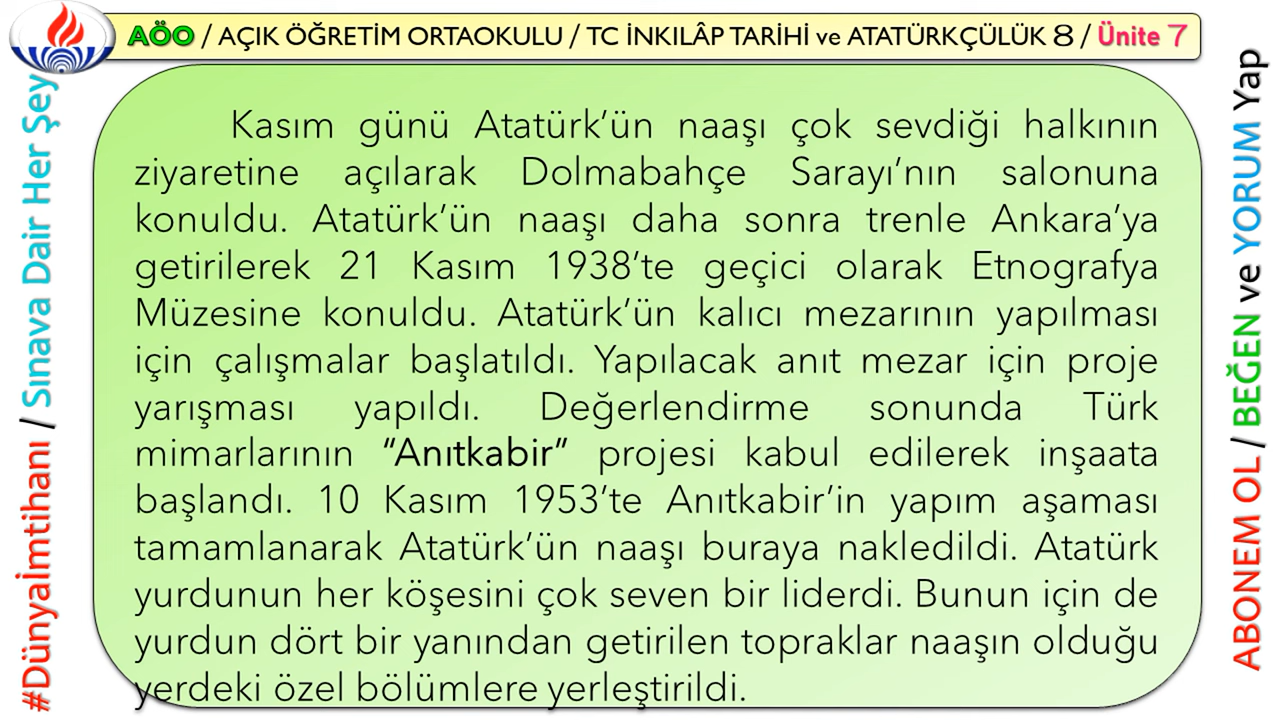 AÖO / AÇIK ÖĞRETİM ORTAOKULU / TC İNKILÂP TARİHİ ve ATATÜRKÇÜLÜK 8 / Ünite 7
Kasım günü Atatürk’ün naaşı çok sevdiği halkının
ziyaretine açılarak Dolmabahçe Sarayı’nın salonuna
konuldu. Atatürk’ün naaşı daha sonra trenle Ankara’ya
getirilerek 21 Kasım 1938’te geçici olarak Etnografya
Müzesine konuldu. Atatürk’ün kalıcı mezarının yapılması
için çalışmalar başlatıldı. Yapılacak anıt mezar için proje
yarışması yapıldı. Değerlendirme sonunda Türk
mimarlarının “Anıtkabir” projesi kabul edilerek inşaata
başlandı. 10 Kasım 1953’te Anıtkabir’in yapım aşaması
tamamlanarak Atatürk’ün naaşı buraya nakledildi. Atatürk
yurdunun her köşesini çok seven bir liderdi. Bunun için de
yurdun dört bir yanından getirilen topraklar naaşın olduğu
yerdeki özel bölümlere yerleştirildi.
#Dünyaİmtihanı / Sınava Dair Her Şey
ABONEM OL / BEĞEN ve YORUM Yap